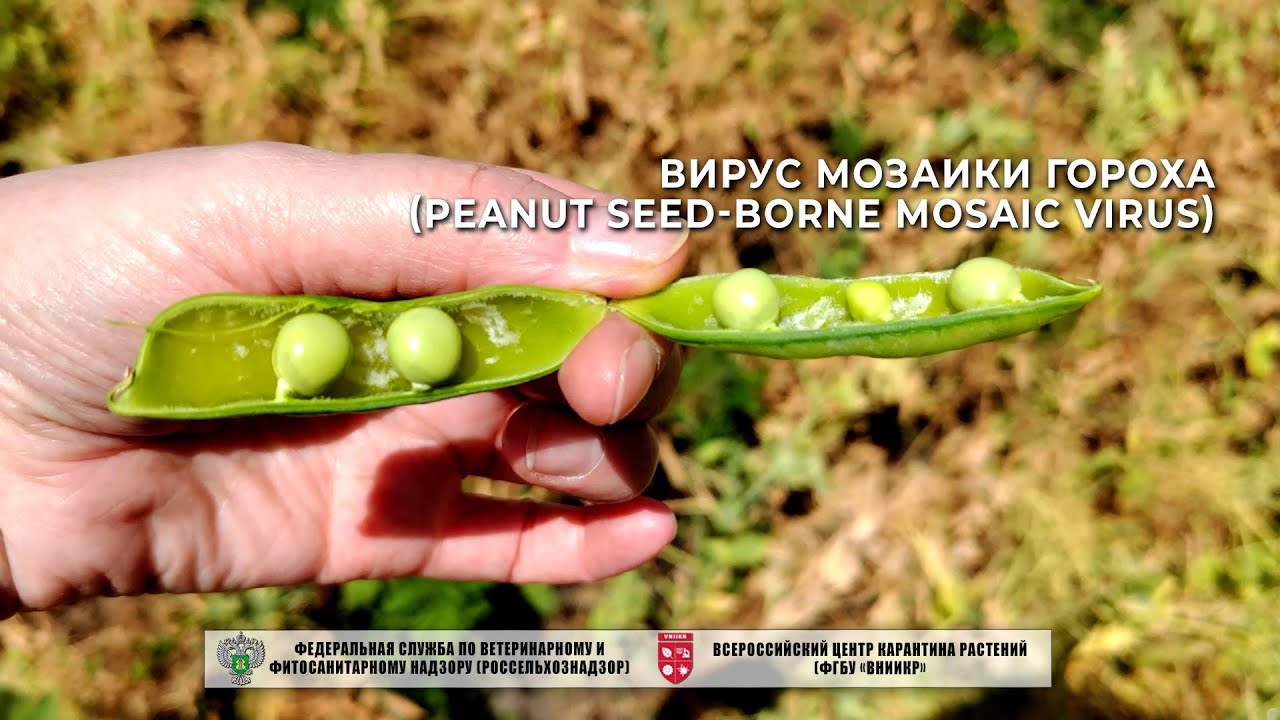 ВИРУС МОЗАИКИ ГОРОХА
(PEANUT SEED-BORNE MOSAIC VIRUS)
ФЕДЕРАЛЬНАЯ СЛУЖБА ПО ВЕТЕРИНАРНОМУ И
ФИТОСАНИТАРНОМУ НАДЗОРУ (РОССЕЛЬХОЗНАДЗОР)
VNIIKR
ВСЕРОССИЙСКИЙ ЦЕНТР КАРАНТИНА РАСТЕНИЙ
(ФГБУ «ВНИИКР»